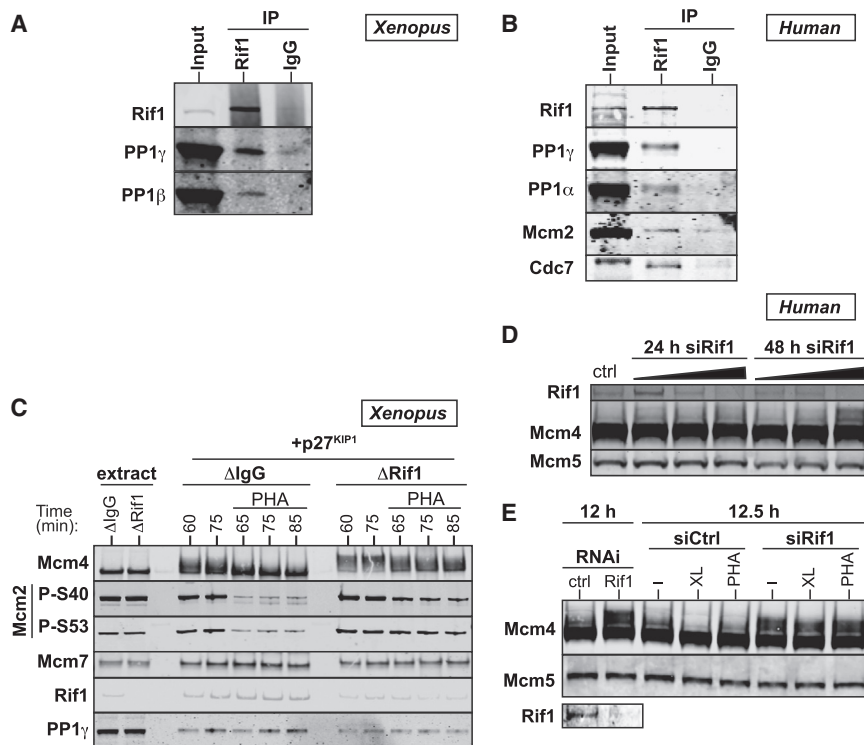 A
IP
Xenopus
Input
Rif1
IgG
Rif1
PP1γ
PP1β
B
IP
Human
Input
Rif1
IgG
Rif1
PP1γ
PP1α
Mcm2
Cdc7
C
Xenopus
+p27KIP1
extract
ΔIgG
ΔRif1
PHA
PHA
Time (min):
ΔIgG
ΔRif1
60
75
65
75
85
60
75
65
75
85
Mcm4
Mcm2
P-S40
P-S53
Mcm7
Rif1
PP1γ
Human
D
24 h siRif1
48 h siRif1
ctrl
Rif1
Mcm4
Mcm5
E
12 h
12.5 h
RNAi
siCtrl
siRif1
ctrl
Rif1
–
XL
PHA
–
XL
PHA
Mcm4
Mcm5
Rif1